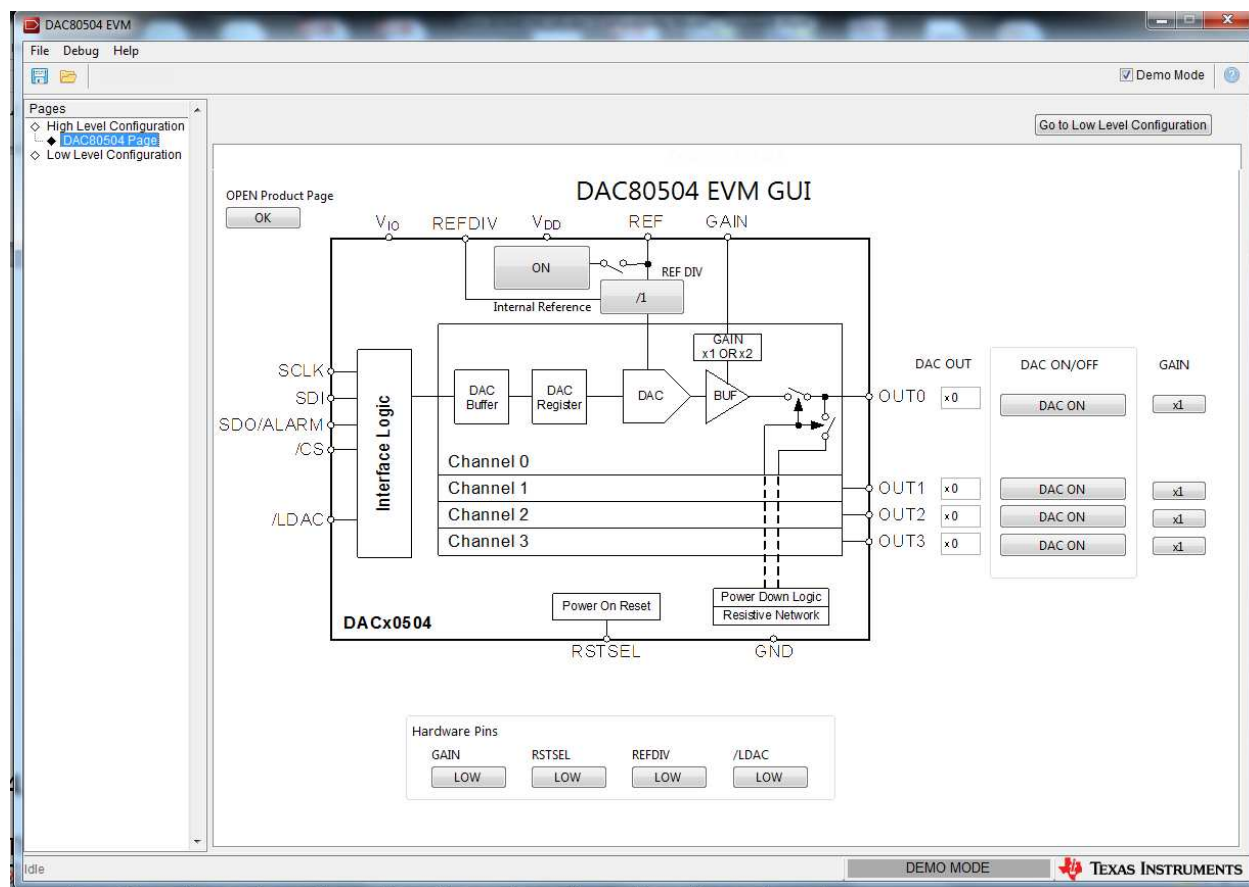 DAC80504 EVM
File Debug Help
Demo Mode
Pages
High Level Configuration
DAC80504 Page
Low Level Configuration
Go to Low Level Configuration
DAC80504 EVM GUI
OPEN Product Page
OK
VIO REFDIV VDD REF GAIN
ON
REF DIV
/1
Internal Reference
GAIN
x1 OR x2
DAC OUT DAC ON/OFF GAIN
SCLK
SDI
SDO/ALARM
/CS
/LDAC
Interface Logic
DAC
Buffer
DAC
Register
DAC
BUF
OUT0 x0 DAC ON x1
Channel 0
Channel 1
OUT1 x0 DAC ON x1
Channel 2
OUT2 x0 DAC ON x1
Channel 3
OUT3 x0 DAC ON x1
Power On Reset
Power Down Logic
Resistive Network
DACx0504
RSTSEL GND
Hardware Pins
GAIN RSTSEL REFDIV /LDAC
LOW LOW LOW LOW
Idle
DEMO MODE
TEXAS INSTRUMENTS